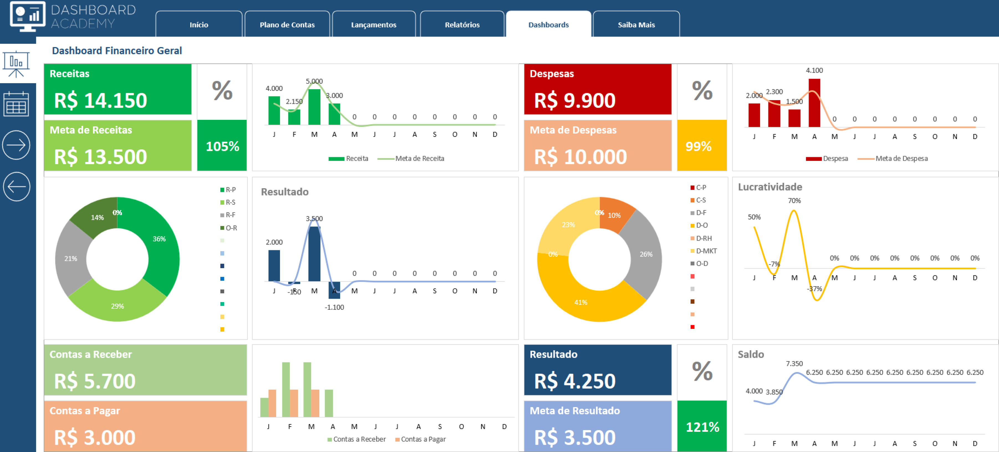 DASHBOARD
ACADEMY
Início
Plano de Contas
Lançamentos
Relatórios
Dashboards
Saiba Mais
Dashboard Financeiro Geral
Receitas
R$ 14.150
Meta de Receitas
R$ 13.500
%
105%
4.000 2.150 5.000 3.000 0 0 0 0 0 0 0 0
J F M A M J J A S O N D
Receita Meta de Receita
Despesas
R$ 9.900
Meta de Despesas
R$ 10.000
%
99%
2.000 2.300 1.500 4.100 0 0 0 0 0 0 0 0
J F M A M J J A S O N D
Despesa Meta de Despesa
0%
36%
29%
21%
14%
R-P
R-S
R-F
O-R
Resultado
2.000 -150 3.500 -1.100 0 0 0 0 0 0 0 0
J F M A M J J A S O N D
0%
10%
26%
41%
0%
23%
C-P
C-S
D-F
D-O
D-RH
D-MKT
O-D
Lucratividade
50% -7% 70% -37% 0% 0% 0% 0% 0% 0% 0% 0%
J F M A M J J A S O N D
Contas a Receber
R$ 5.700
Contas a Pagar
R$ 3.000
J F M A M J J A S O N D
Contas a Receber Contas a Pagar
Resultado
R$ 4.250
Meta de Resultado
R$ 3.500
%
121%
Saldo
4.000 3.850 7.350 6.250 6.250 6.250 6.250 6.250 6.250 6.250 6.250 6.250
J F M A M J J A S O N D